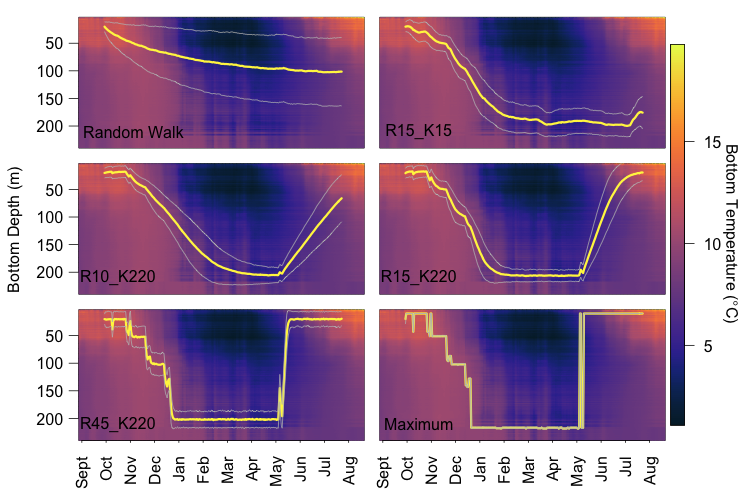 50
100
150
200
Random Walk
R15_K15
50
100
150
200
R10_K220
R15_K220
50
100
150
200
R45_K220
Maximum
Bottom Depth (m)
Sept Oct Nov Dec Jan Feb Mar Apr May Jun Jul Aug
Sept Oct Nov Dec Jan Feb Mar Apr May Jun Jul Aug
15
10
5
Bottom Temperature (°C)